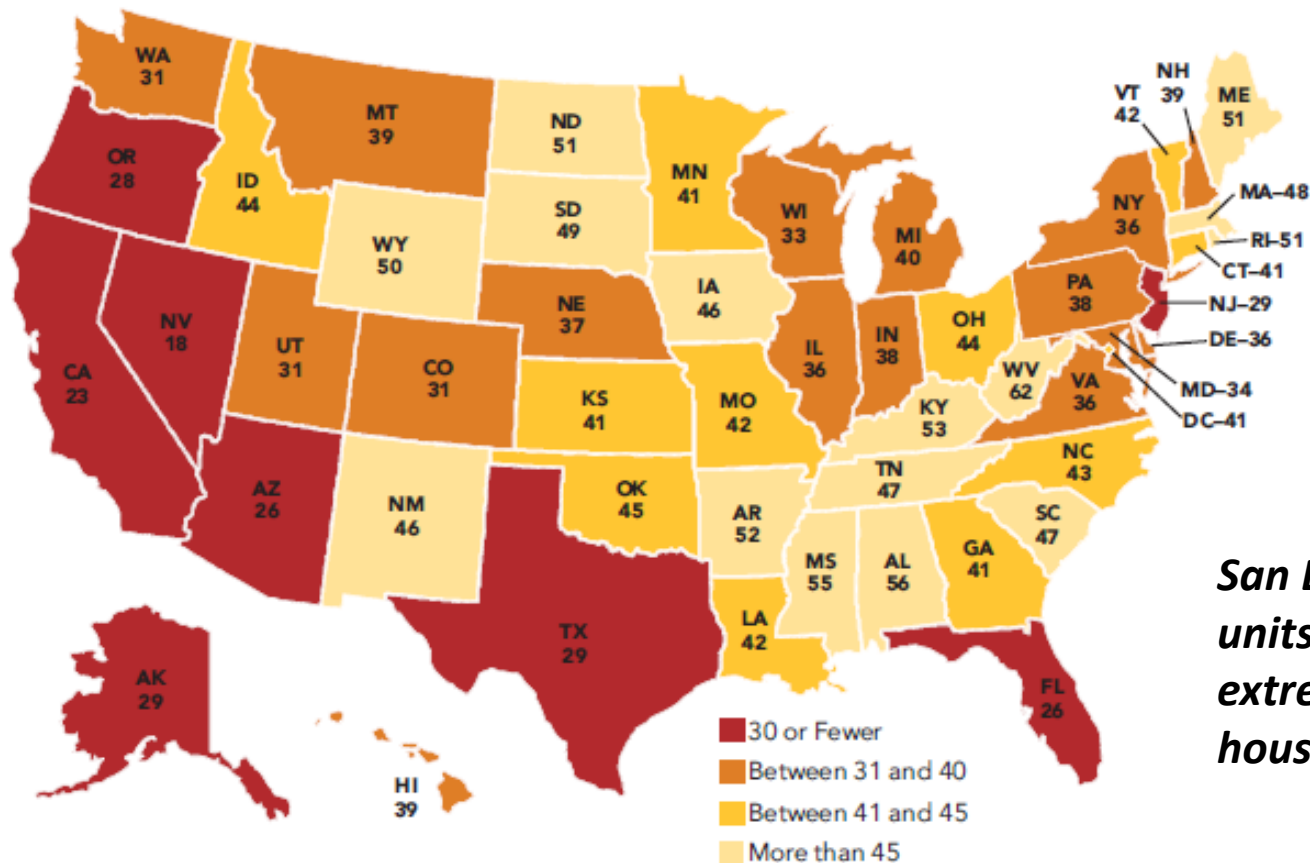 WA
31
MT
39
ND
51
MN
41
VT
42
NH
39
ME
51
OR
28
ID
44
SD
49
WI
33
MI
40
NY
36
MA–48
RI–51
CT–41
WY
50
IA
46
PA
38
NJ–29
DE–36
MD–34
DC–41
NV
18
UT
31
CO
31
NE
37
IL
36
IN
38
OH
44
WV
62
VA
36
CA
23
KS
41
MO
42
KY
53
NC
43
AZ
26
NM
46
OK
45
AR
52
TN
47
SC
47
MS
55
AL
56
GA
41
TX
29
LA
42
FL
26
AK
29
HI
39
30 or Fewer
Between 31 and 40
Between 41 and 45
More than 45
San
units
extre
hous